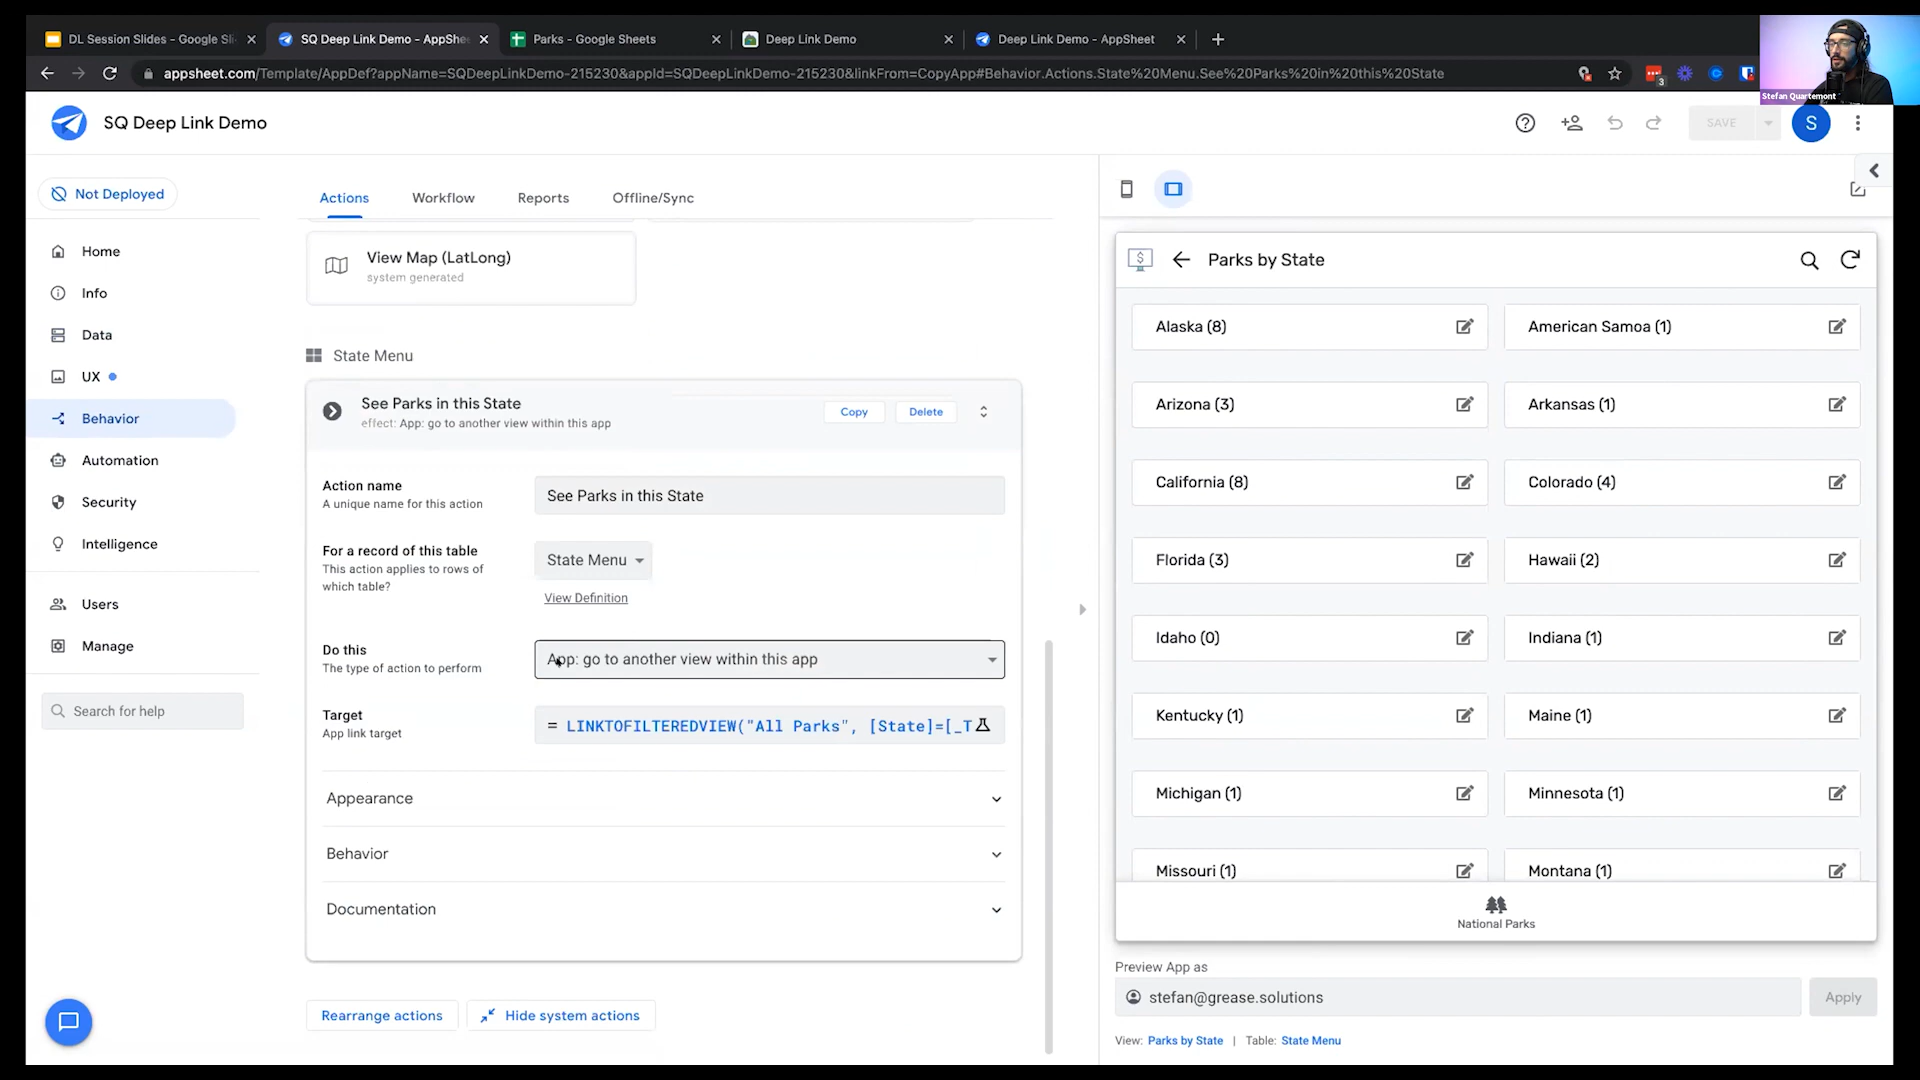 DL Session Slides - Google Sli
SQ Deep Link Demo - AppShe
Parks - Google Sheets
Deep Link Demo
Deep Link Demo - AppSheet
appsheet.com/Template/AppDef?appName=SQDeepLinkDemo-215230&appId=SQDeepLinkDemo-215230&linkFrom=CopyApp#Behavior.Actions.State%20Menu.See%20Parks%20in%20this%20State
3
Stefan Quartemont
SQ Deep Link Demo
SAVE
S
Not Deployed
Home
Info
Data
UX
Behavior
Automation
Security
Intelligence
Users
Manage
Search for help
Actions
Workflow
Reports
Offline/Sync
View Map (LatLong)
system generated
State Menu
See Parks in this State
effect: App: go to another view within this app
Copy
Delete
Action name
A unique name for this action
See Parks in this State
For a record of this table
This action applies to rows of
which table?
State Menu
View Definition
Do this
The type of action to perform
App: go to another view within this app
Target
App link target
= LINKTOFILTEREDVIEW("All Parks", [State]=[_T
Appearance
Behavior
Documentation
Rearrange actions
Hide system actions
$
Parks by State
Alaska (8)
American Samoa (1)
Arizona (3)
Arkansas (1)
California (8)
Colorado (4)
Florida (3)
Hawaii (2)
Idaho (0)
Indiana (1)
Kentucky (1)
Maine (1)
Michigan (1)
Minnesota (1)
Missouri (1)
Montana (1)
National Parks
Preview App as
stefan@grease.solutions
Apply
View: Parks by State | Table: State Menu